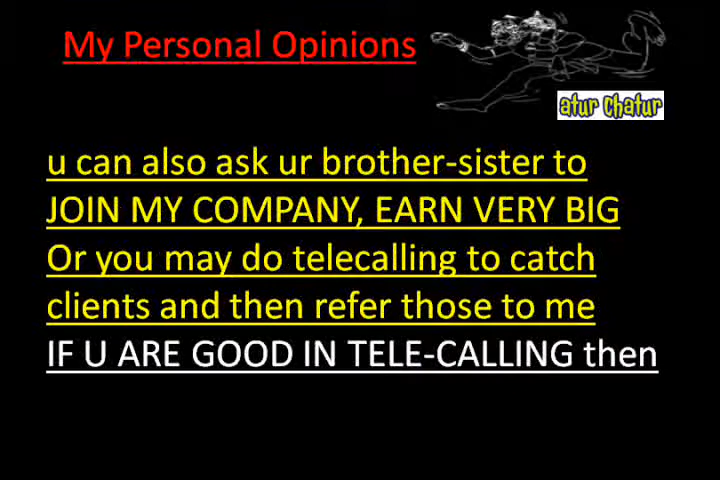 My Personal Opinions
atur chatur
u can also ask ur brother-sister to
JOIN MY COMPANY, EARN VERY BIG
Or you may do telecalling to catch
clients and then refer those to me
IF U ARE GOOD IN TELE-CALLING then